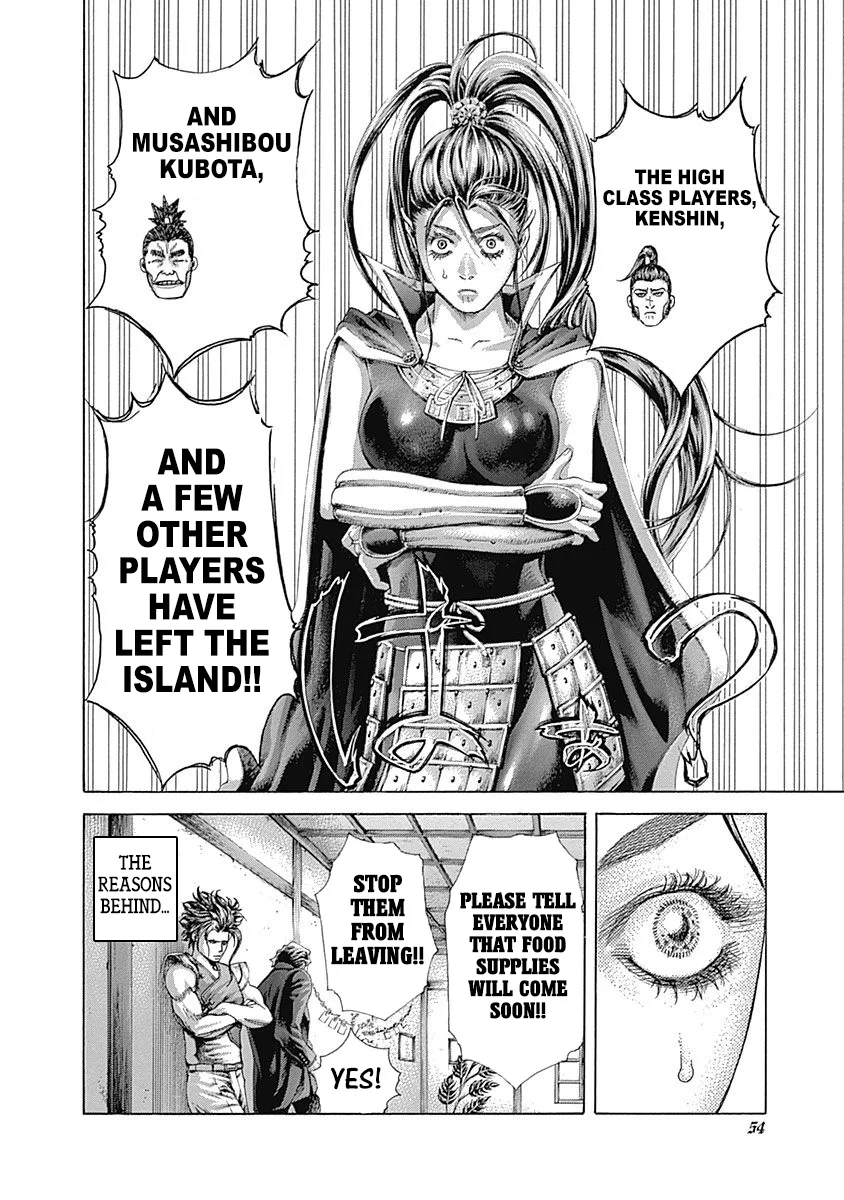 THE HIGH
CLASS PLAYERS,
KENSHIN,
AND
MUSASHIBOU
KUBOTA,
AND
A FEW
OTHER
PLAYERS
HAVE
LEFT THE
ISLAND!!
PLEASE TELL
EVERYONE
THAT FOOD
SUPPLIES
WILL COME
SOON!!
STOP
THEM
FROM
LEAVING!!
YES!
THE
REASONS
BEHIND...
54